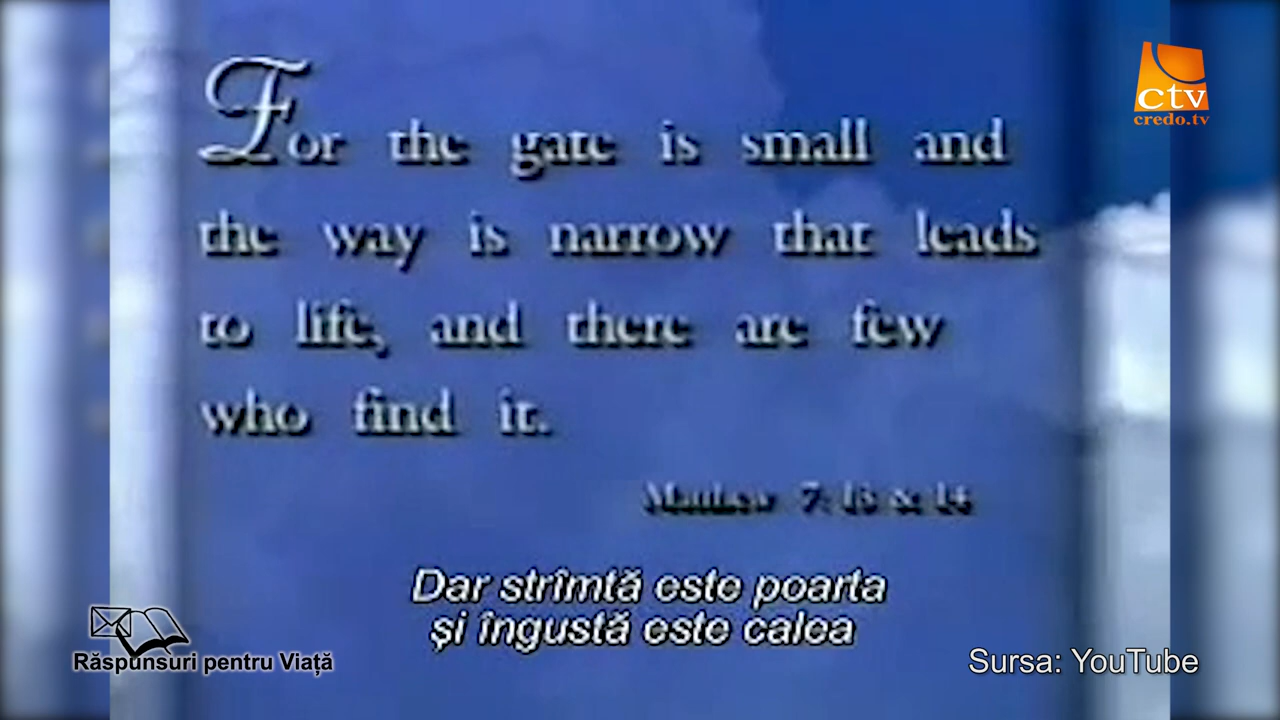 ctv
credo.tv
For the gate is small and
the way is narrow that leads
to life, and there are few
who find it.
Matthew 7: 13 & 14
Dar strîmtă este poarta
şi îngustă este calea
Răspunsuri pentru Viață
Sursa: YouTube